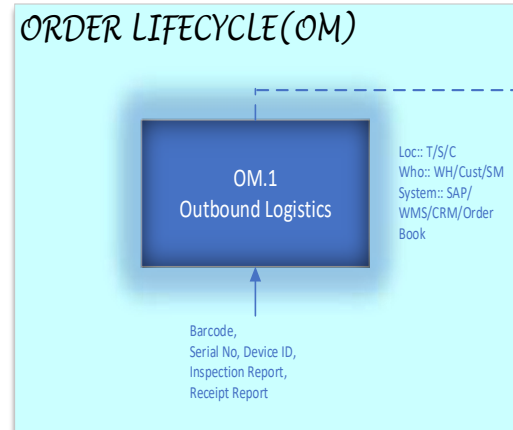 ORDER LIFECYCLE(OM)
OM.1
Outbound Logistics
Loc:: T/S/C
Who:: WH/Cust/SM
System:: SAP/
WMS/CRM/Order
Book
Barcode,
Serial No, Device ID,
Inspection Report,
Receipt Report